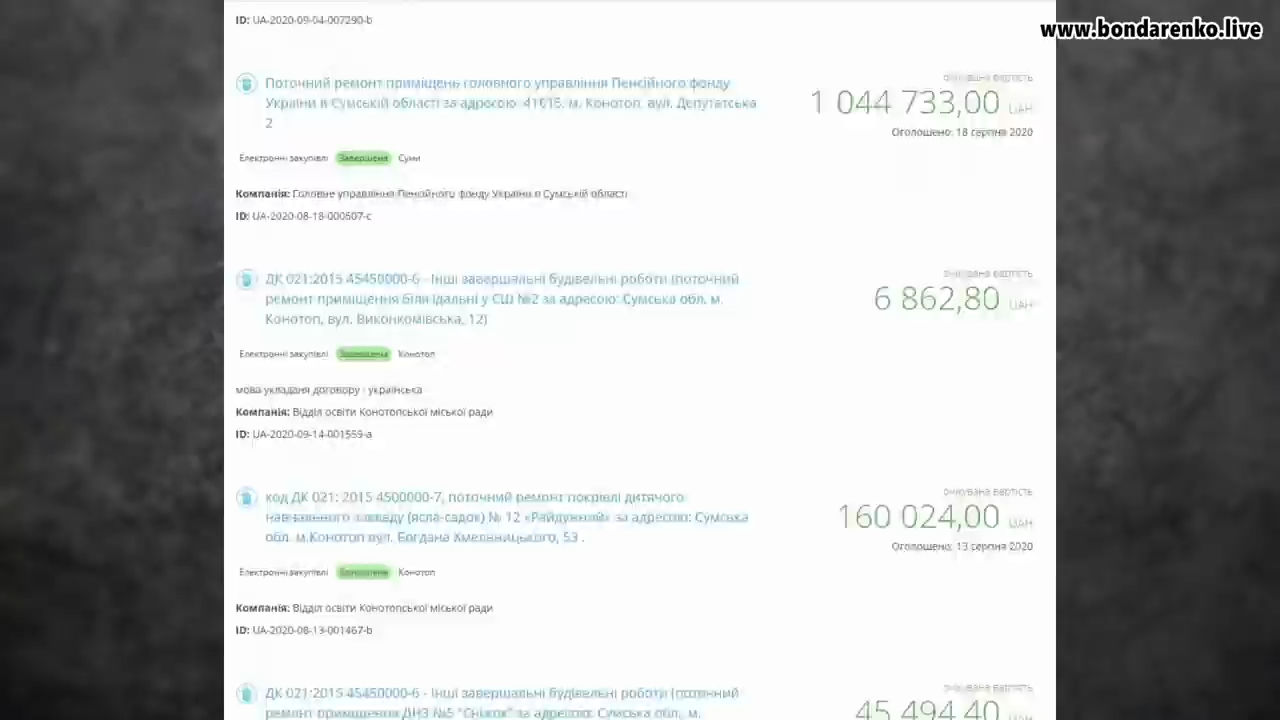 www.bondarenko.live
ID: UA-2020-09-04-007290-b
Поточний ремонт приміщень головного управління Пенсійного фонду
України в Сумській області за адресою: 41615, м. Конотоп, вул. Депутатська
2
очікувана вартість
1 044 733,00 UAH
Оголошено: 18 серпня 2020
Електронні закупівлі Завершена Суми
Компанія: Головне управління Пенсійного фонду України в Сумській області
ID: UA-2020-08-18-000607-c
ДК 021:2015 45450000-6 - Інші завершальні будівельні роботи (поточний
ремонт приміщення біля їдальні у СШ №2 за адресою: Сумська обл. м.
Конотоп, вул. Виконкомівська, 12)
очікувана вартість
6 862,80 UAH
Електронні закупівлі Завершена Конотоп
мова укладаня договору - українська
Компанія: Відділ освіти Конотопської міської ради
ID: UA-2020-09-14-001559-a
код ДК 021: 2015 4500000-7, поточний ремонт покрівлі дитячого
навчального закладу (ясла-садок) № 12 «Райдужний» за адресою: Сумська
обл. м.Конотоп вул. Богдана Хмельницького, 53 .
очікувана вартість
160 024,00 UAH
Оголошено: 13 серпня 2020
Електронні закупівлі Завершена Конотоп
Компанія: Відділ освіти Конотопської міської ради
ID: UA-2020-08-13-001467-b
ДК 021:2015 45450000-6 - Інші завершальні будівельні роботи (поточний
ремонт приміщення ДНЗ №5 "Сніжок" за адресою: Сумська обл., м.
очікувана вартість
45 494,40 UAH